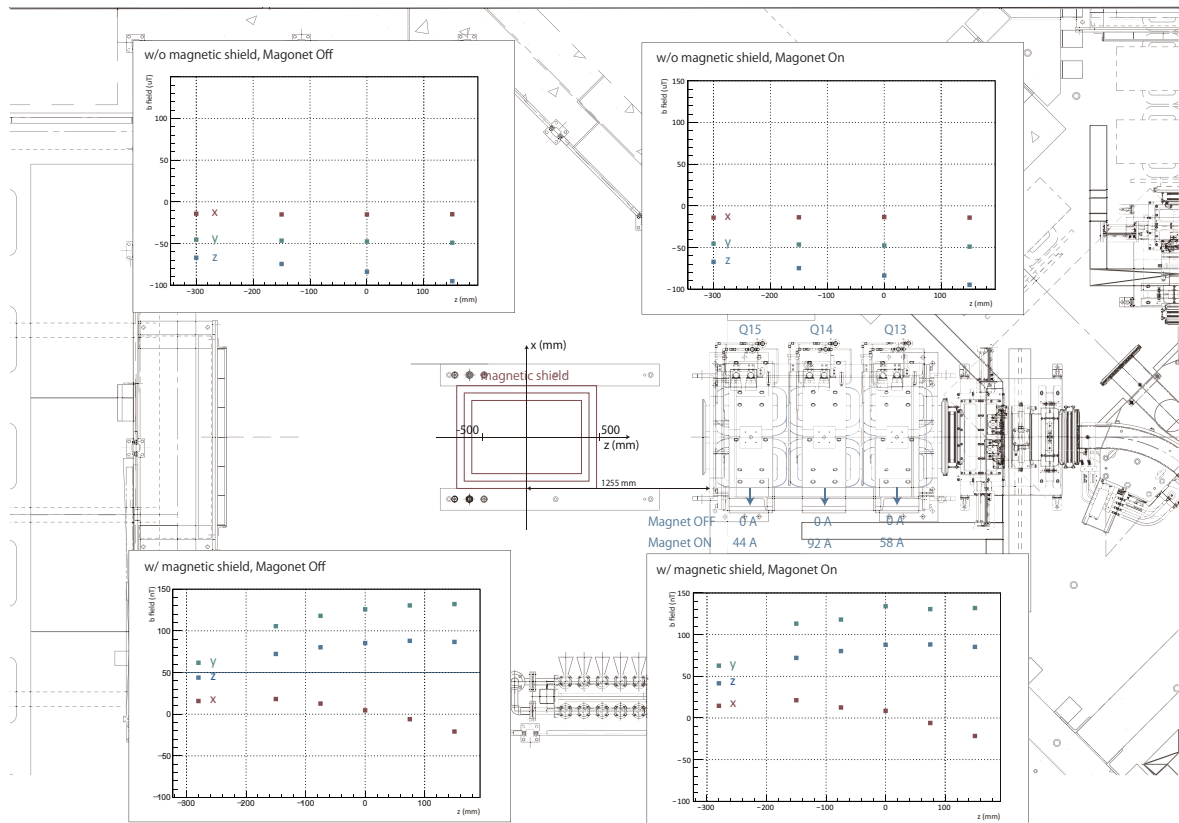 w/o magnetic shield, Magonet Off
b field (uT)
100
50
0
−50
−100
−300
−200
−100
0
100
z (mm)
x
y
z
w/o magnetic shield, Magonet On
b field (uT)
150
100
50
0
−50
−100
−300
−200
−100
0
100
z (mm)
x
y
z
Q15 Q14 Q13
x (mm)
magnetic shield
-500
500
z (mm)
1255 mm
Magnet OFF 0 A 0 A 0 A
Magnet ON 44 A 92 A 58 A
w/ magnetic shield, Magonet Off
b field (nT)
150
100
50
0
−50
−100
−300
−200
−100
0
100
z (mm)
y
z
x
w/ magnetic shield, Magonet On
b field (nT)
150
100
50
0
−50
−100
−300
−200
−100
0
100
z (mm)
y
z
x